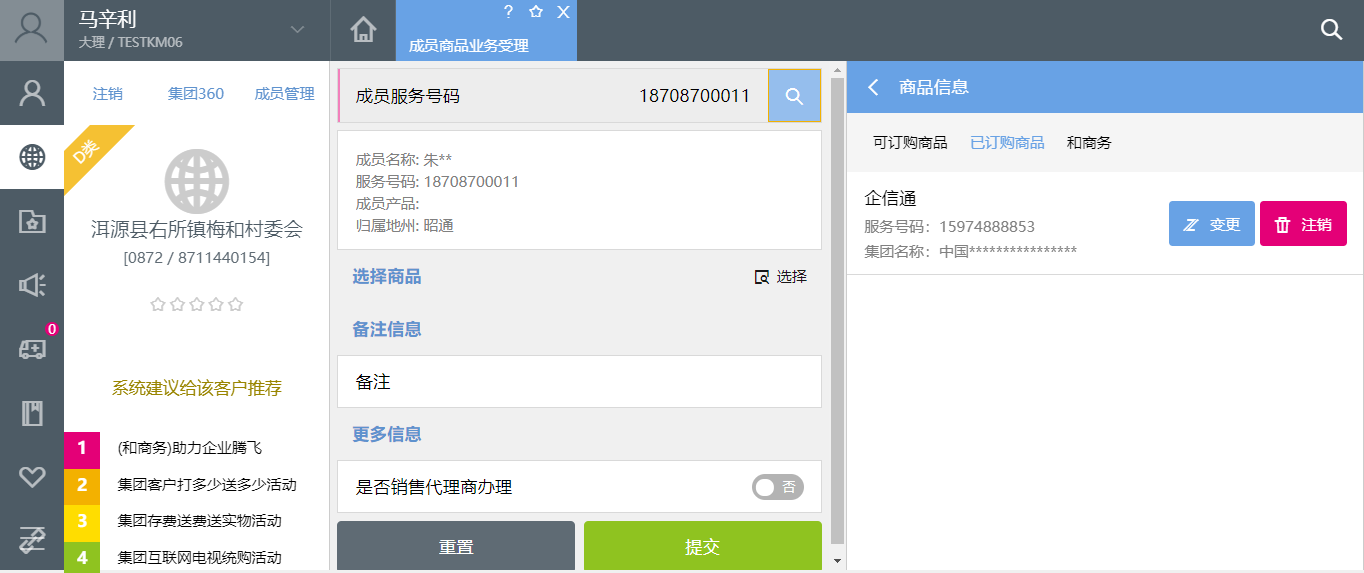 马辛利
大理 / TESTKM06
? X
成员商品业务受理
注销 集团360 成员管理
D类
洱源县右所镇梅和村委会
[0872 / 8711440154]
0
系统建议给该客户推荐
1 (和商务)助力企业腾飞
2 集团客户打多少送多少活动
3 集团存费送费送实物活动
4 集团互联网电视统购活动
成员服务号码 18708700011
成员名称: 朱**
服务号码: 18708700011
成员产品:
归属地州: 昭通
选择商品 选择
备注信息
备注
更多信息
是否销售代理商办理 否
重置 提交
商品信息
可订购商品 已订购商品 和商务
企信通
服务号码: 15974888853
集团名称: 中国****************
变更 注销